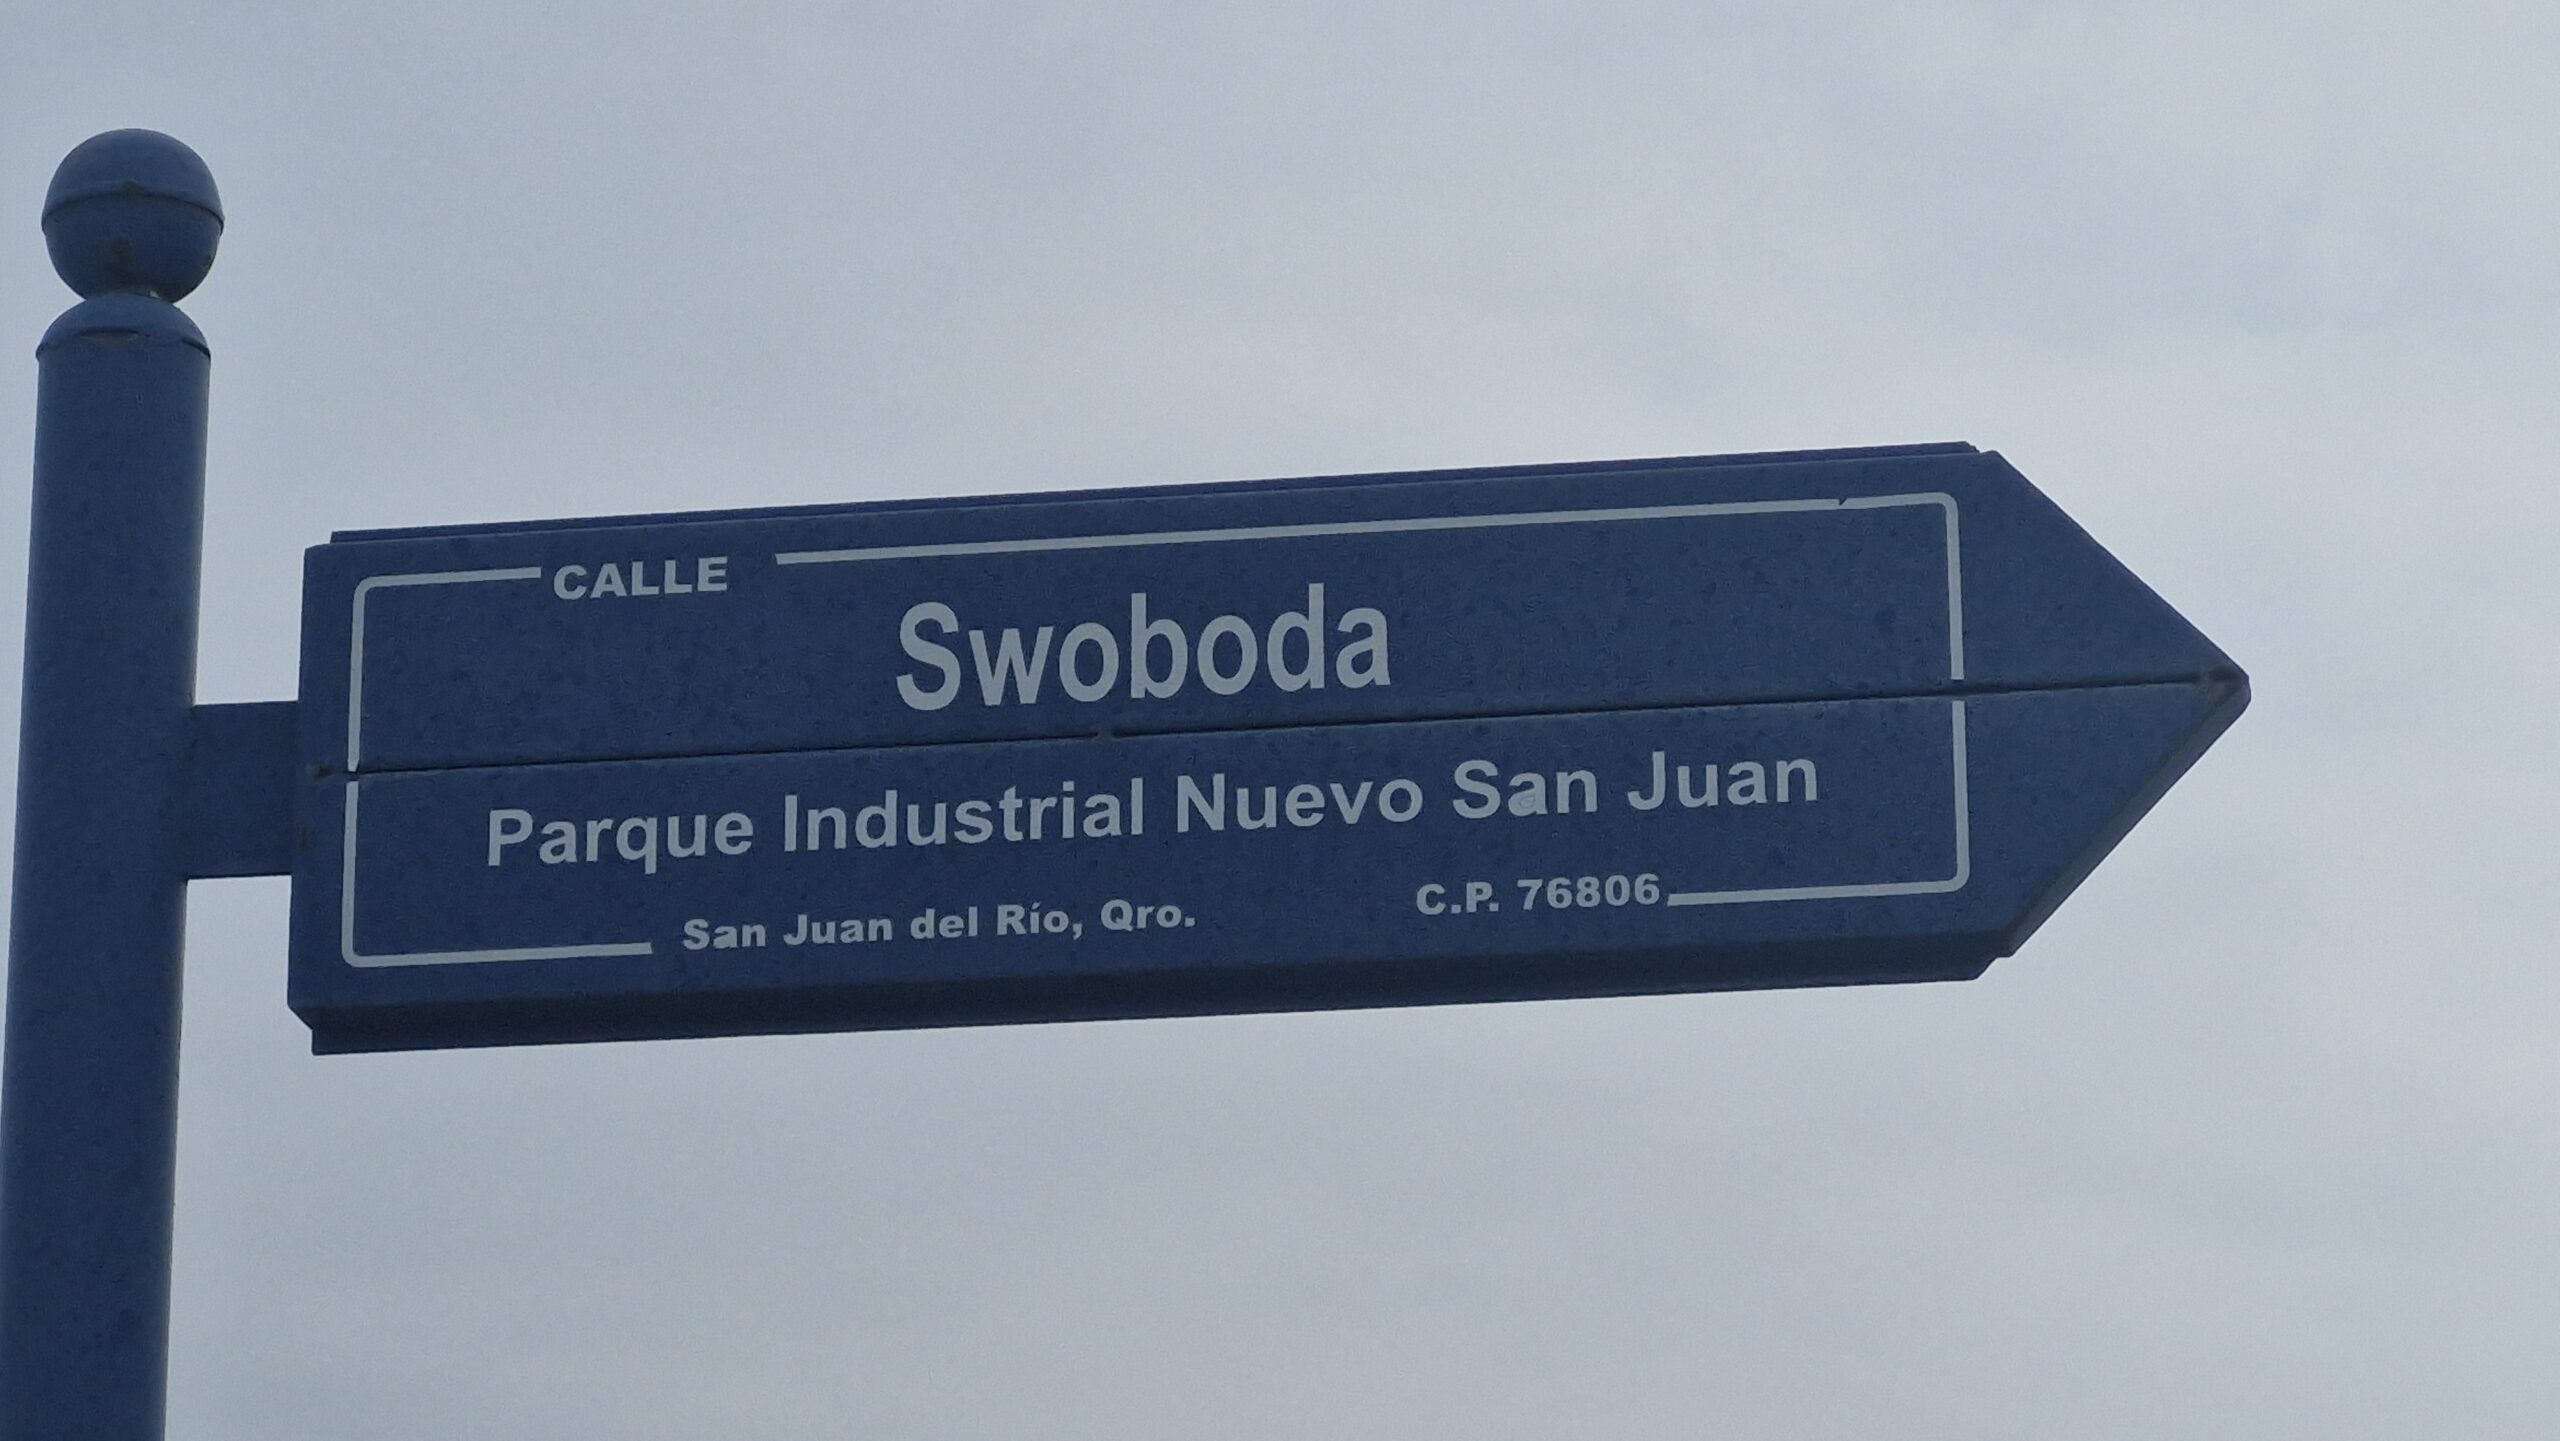 CALLE
Swoboda
Parque Industrial Nuevo San Juan
San Juan del Río, Qro. C.P. 76806